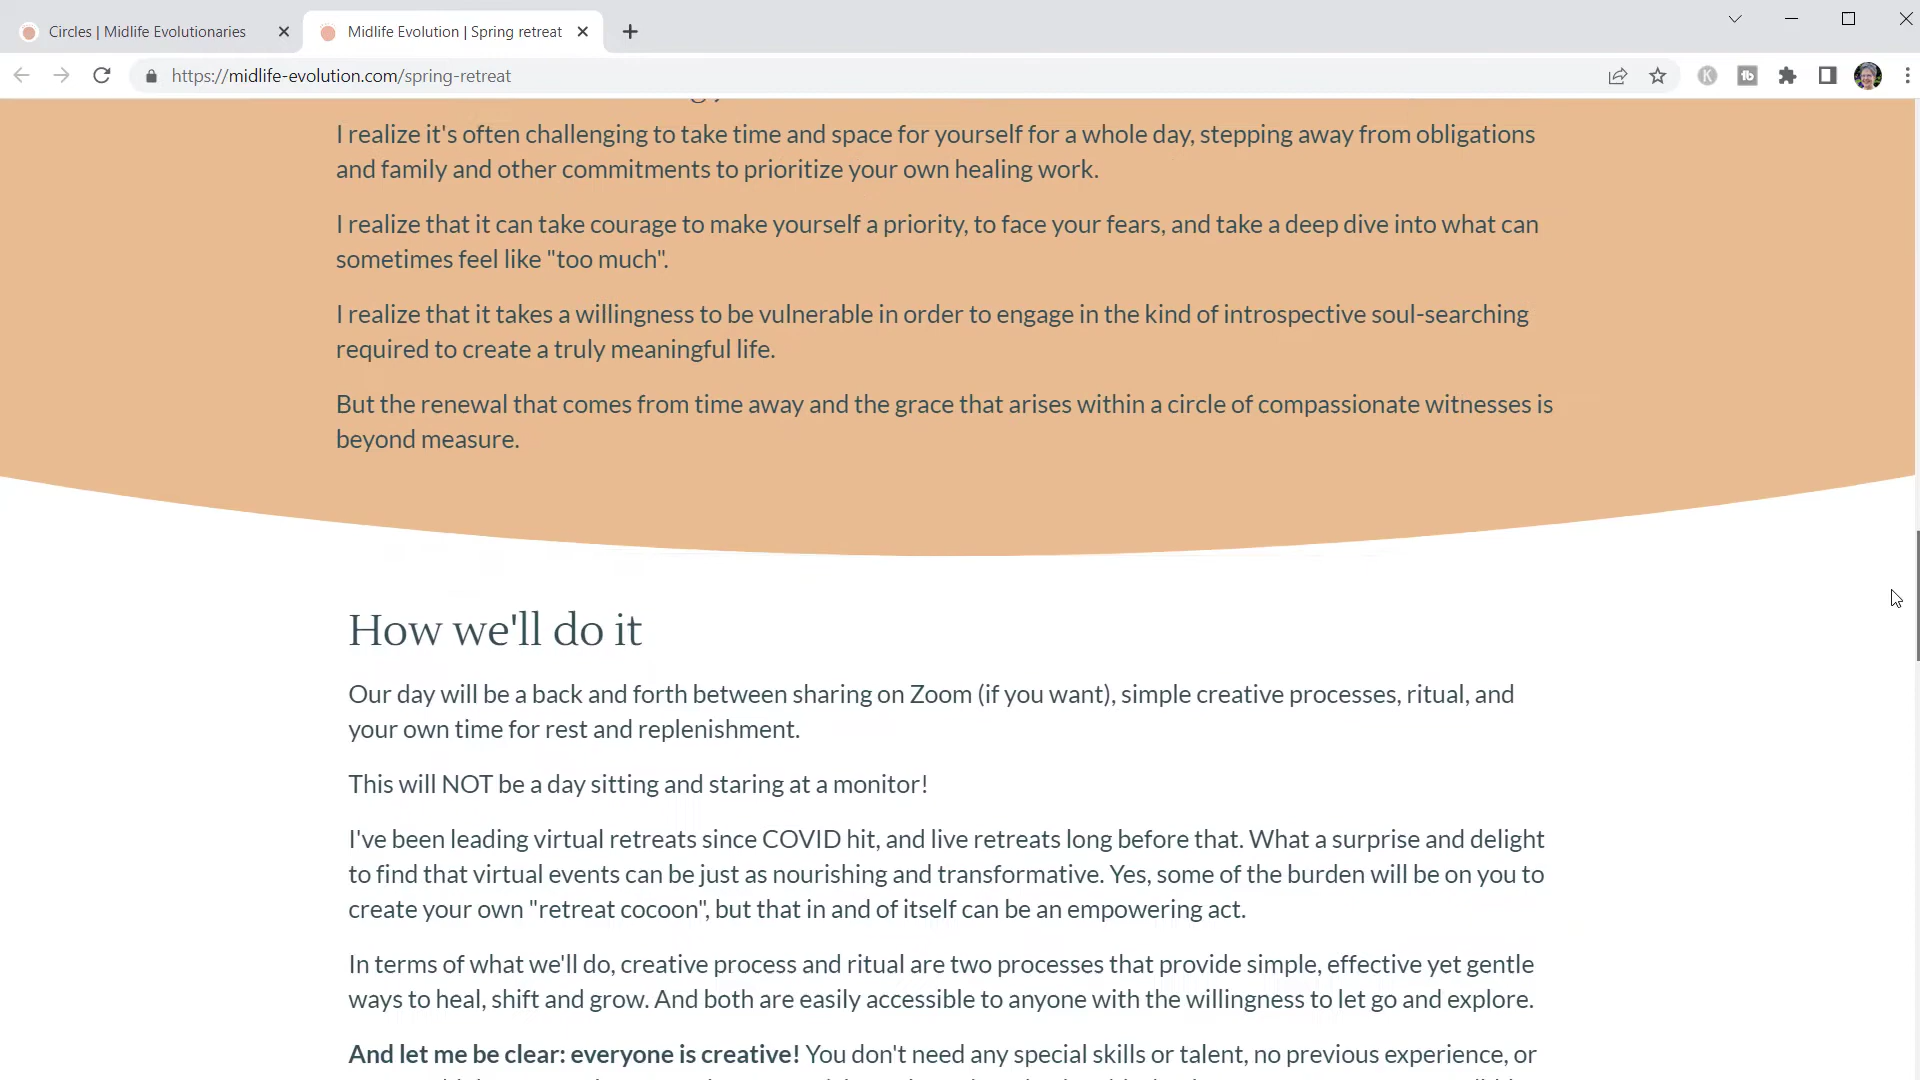 Circles | Midlife Evolutionaries
Midlife Evolution | Spring retreat
https://midlife-evolution.com/spring-retreat
I realize it's often challenging to take time and space for yourself for a whole day, stepping away from obligations
and family and other commitments to prioritize your own healing work.
I realize that it can take courage to make yourself a priority, to face your fears, and take a deep dive into what can
sometimes feel like "too much".
I realize that it takes a willingness to be vulnerable in order to engage in the kind of introspective soul-searching
required to create a truly meaningful life.
But the renewal that comes from time away and the grace that arises within a circle of compassionate witnesses is
beyond measure.
How we'll do it
Our day will be a back and forth between sharing on Zoom (if you want), simple creative processes, ritual, and
your own time for rest and replenishment.
This will NOT be a day sitting and staring at a monitor!
I've been leading virtual retreats since COVID hit, and live retreats long before that. What a surprise and delight
to find that virtual events can be just as nourishing and transformative. Yes, some of the burden will be on you to
create your own "retreat cocoon", but that in and of itself can be an empowering act.
In terms of what we'll do, creative process and ritual are two processes that provide simple, effective yet gentle
ways to heal, shift and grow. And both are easily accessible to anyone with the willingness to let go and explore.
And let me be clear: everyone is creative! You don't need any special skills or talent, no previous experience, or